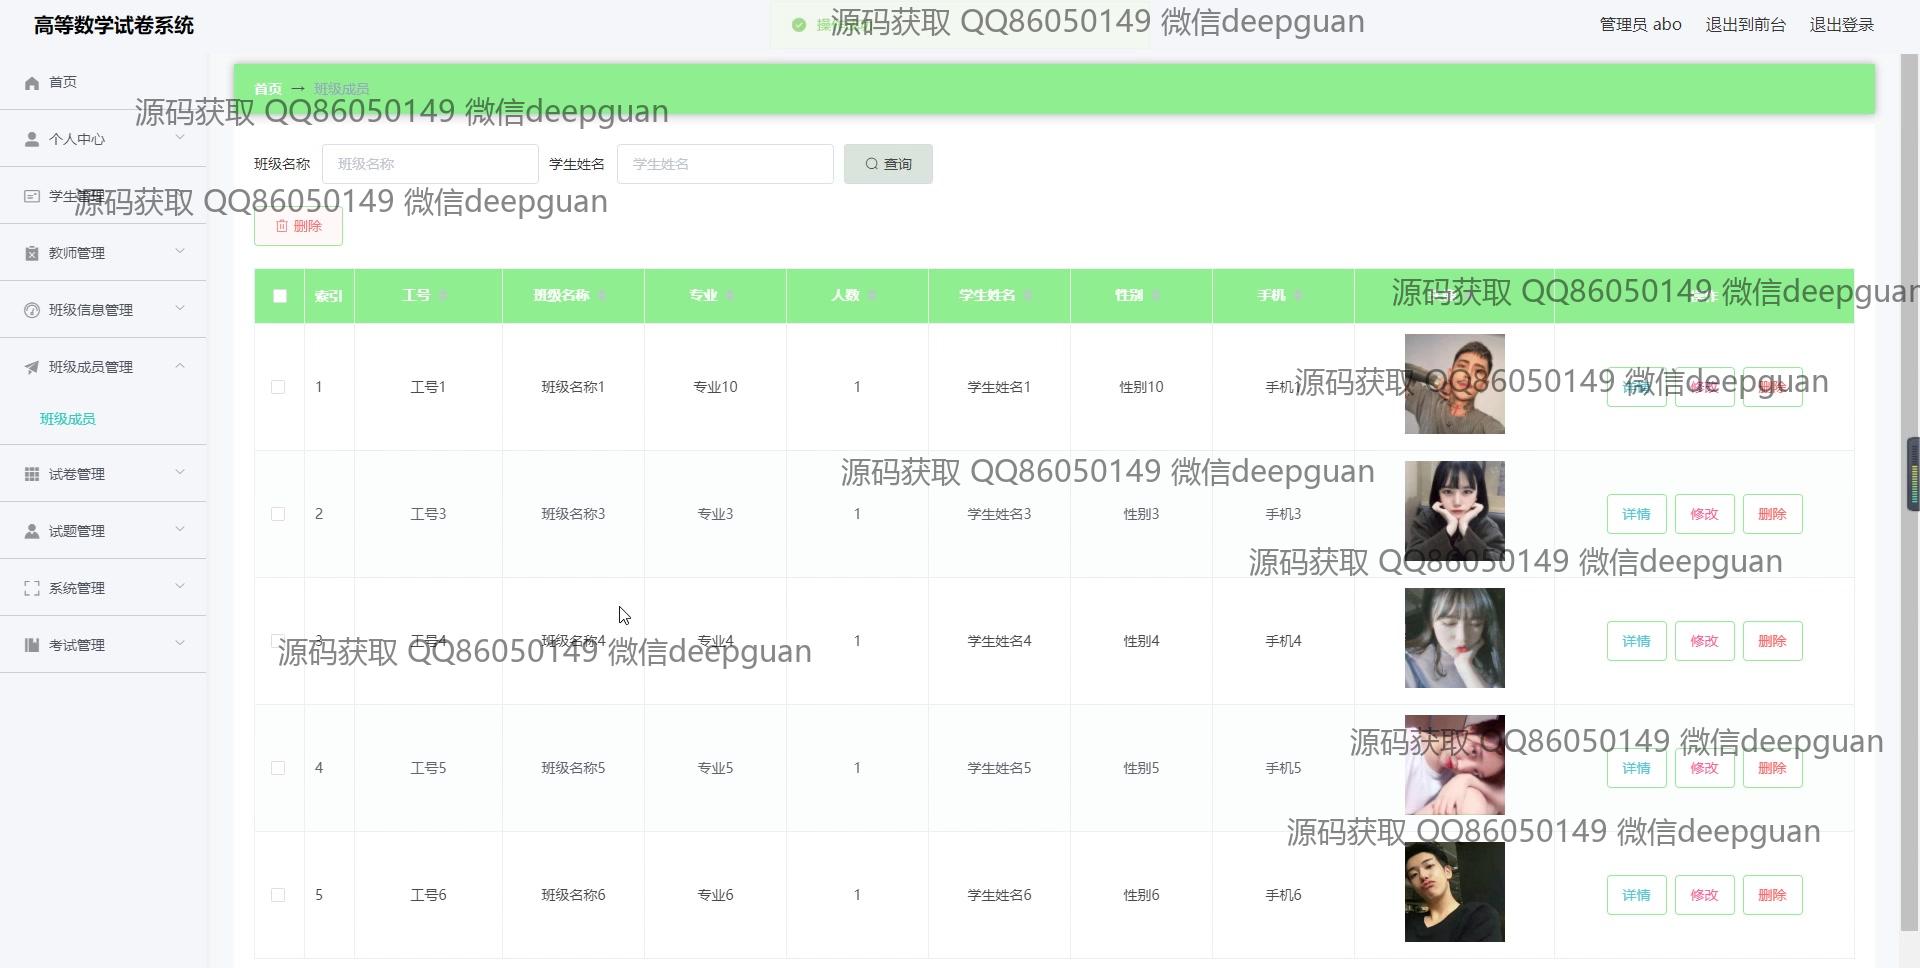 高等数学试卷系统
源码获取 QQ86050149 微信deepguan
管理员 abo 退出到前台 退出登录
首页
首页 → 班级成员
源码获取 QQ86050149 微信deepguan
个人中心
班级名称 班级名称 学生姓名 学生姓名 查询
学生管理
源码获取 QQ86050149 微信deepguan
删除
教师管理
索引 工号 班级名称 专业 人数 学生姓名 性别 手机
源码获取 QQ86050149 微信deepguan
班级信息管理
班级成员管理
班级成员
1 工号1 班级名称1 专业10 1 学生姓名1 性别10 手机1 详情 修改 删除
源码获取 QQ86050149 微信deepguan
试卷管理
源码获取 QQ86050149 微信deepguan
2 工号3 班级名称3 专业3 1 学生姓名3 性别3 手机3 详情 修改 删除
试题管理
源码获取 QQ86050149 微信deepguan
系统管理
考试管理
3 工号4 班级名称4 专业4 1 学生姓名4 性别4 手机4 详情 修改 删除
源码获取 QQ86050149 微信deepguan
源码获取 QQ86050149 微信deepguan
4 工号5 班级名称5 专业5 1 学生姓名5 性别5 手机5 详情 修改 删除
源码获取 QQ86050149 微信deepguan
5 工号6 班级名称6 专业6 1 学生姓名6 性别6 手机6 详情 修改 删除